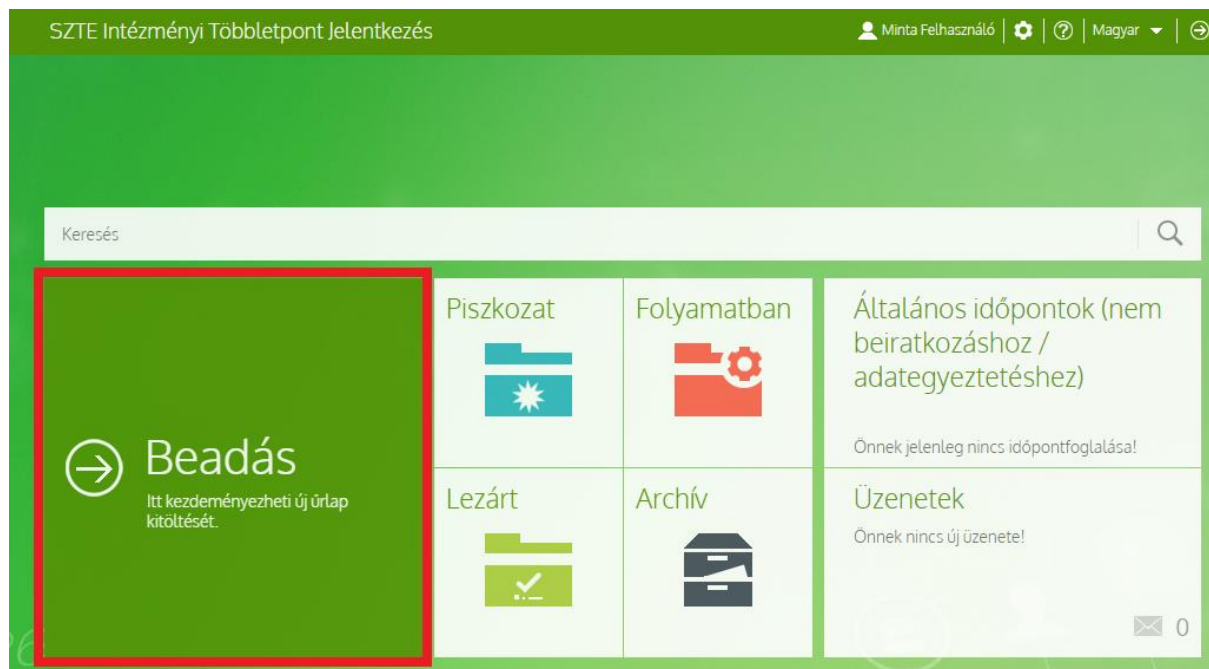 SZTE Intézményi Többletpont Jelentkezés
Minta Felhasználó
Magyar
Keresés
Beadás
Itt kezdeményezheti új űrlap
kitöltését.
Piszkozat
Folyamatban
Lezárt
Archív
Általános időpontok (nem
beiratkozáshoz /
adategyeztetéshez)
Önnek jelenleg nincs időpontfoglalása!
Üzenetek
Önnek nincs új üzenete!
0